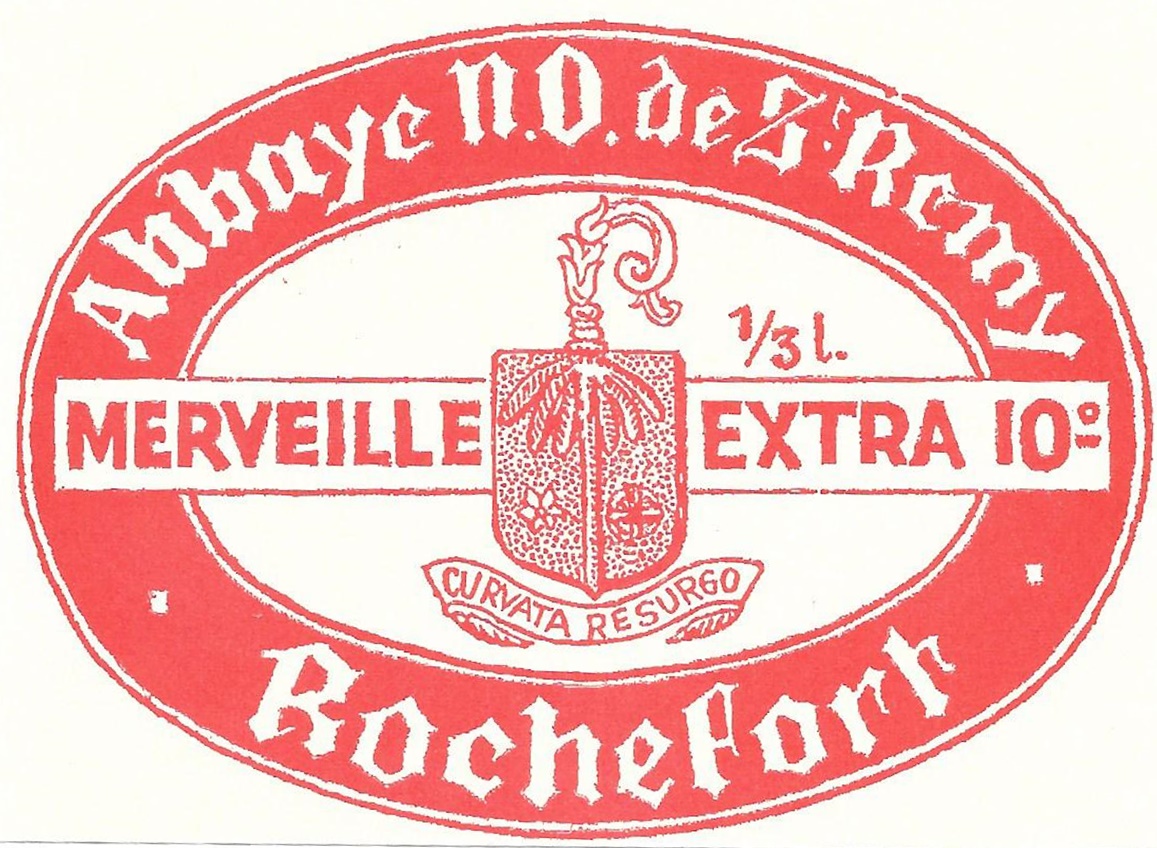 Abbaye N.D. de St. Remy
1/3 l.
MERVEILLE EXTRA 10°
CURVATA RESURGO
Rochefort